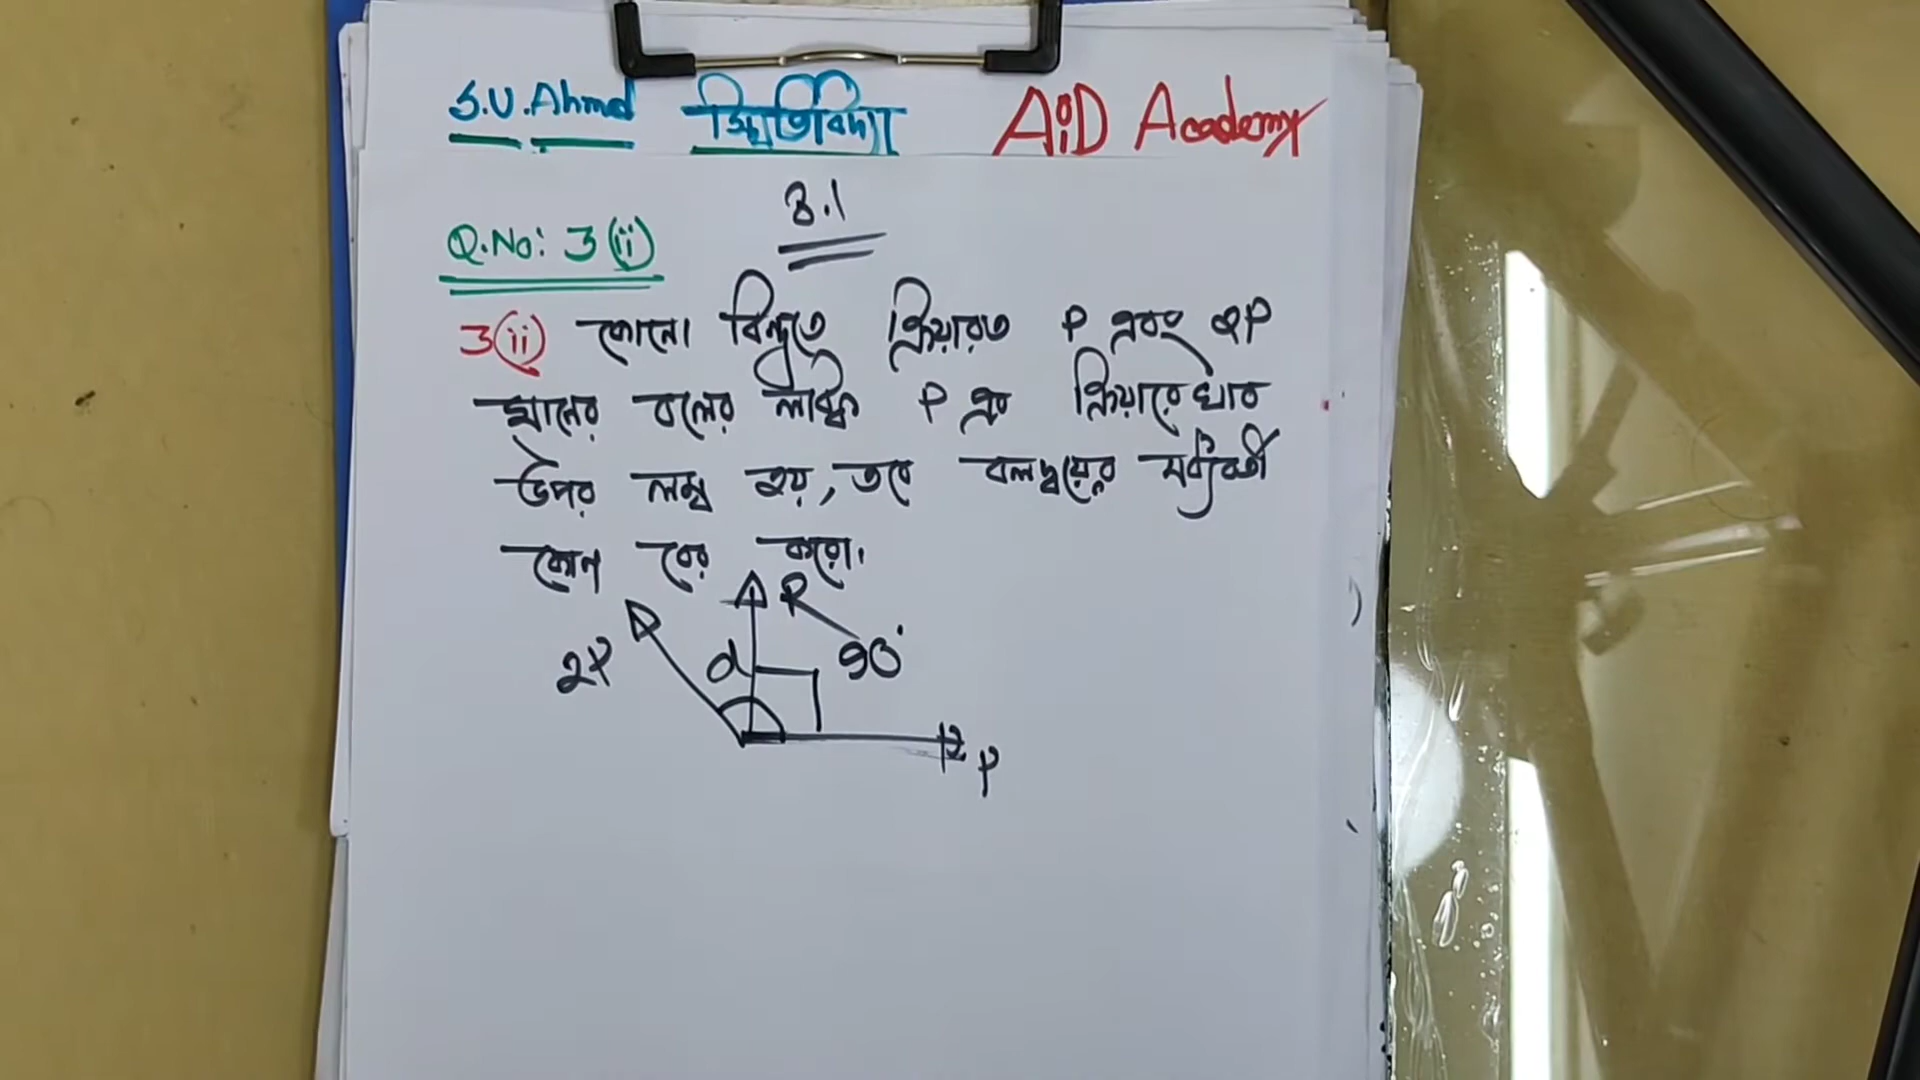 S.U.Ahmed স্থিতিবিদ্যা AiD Academy
8.1
Q.No: 3(ii)
3(ii) কোনো বিন্দুতে ক্রিয়ারত P এবং 2P
মানের বলের লব্ধি P এর ক্রিয়ারেখার
উপর লম্ব হয়, তবে বলদ্বয়ের মধ্যবর্তী
কোণ বের করো।
R
2P α 90°
P